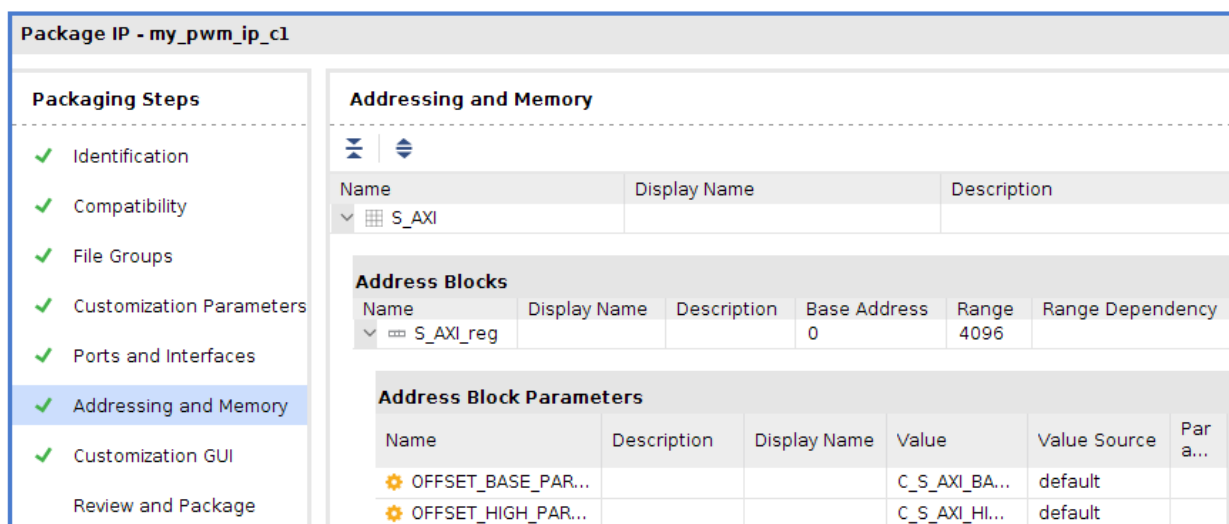 Package IP - my_pwm_ip_c1
Packaging Steps
Identification
Compatibility
File Groups
Customization Parameters
Ports and Interfaces
Addressing and Memory
Customization GUI
Review and Package
Addressing and Memory
Name Display Name Description
S_AXI
Address Blocks
Name Display Name Description Base Address Range Range Dependency
S_AXI_reg 0 4096
Address Block Parameters
Name Description Display Name Value Value Source Par a...
OFFSET_BASE_PAR... C_S_AXI_BA... default
OFFSET_HIGH_PAR... C_S_AXI_HI... default